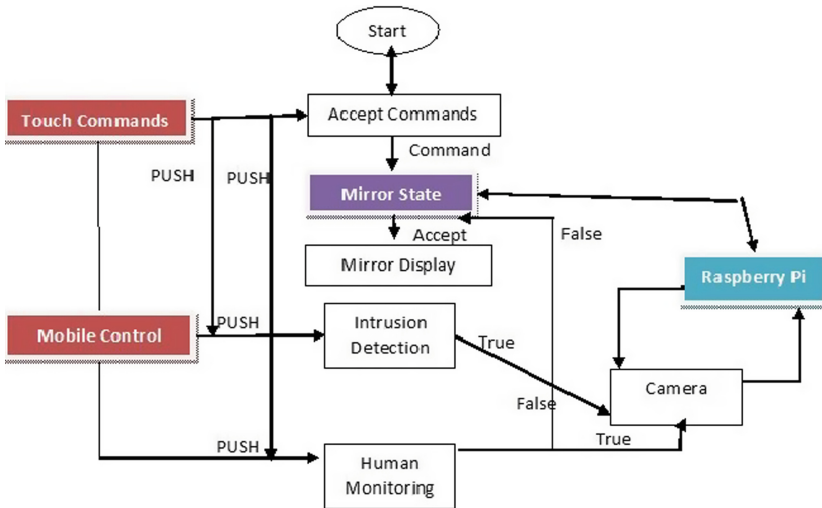 Start
Touch Commands
Accept Commands
Command
PUSH
PUSH
Mirror State
Accept
False
Mirror Display
Raspberry Pi
Mobile Control
PUSH
Intrusion
Detection
True
False
Camera
PUSH
Human
Monitoring
True